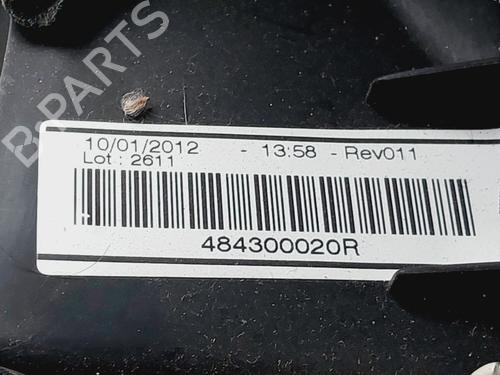 B-PARTS
10/01/2012 - 13:58 - Rev011
Lot : 2611
484300020R